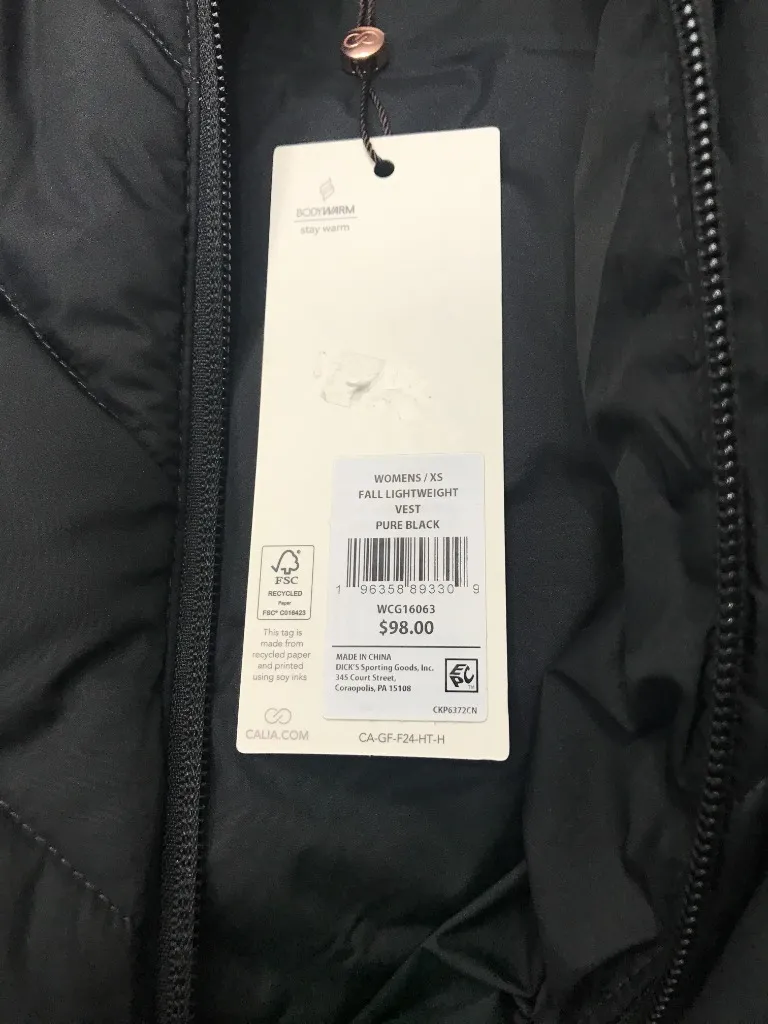 BODYWARM
stay warm
WOMENS / XS
FALL LIGHTWEIGHT
VEST
PURE BLACK
1 96358 89330 9
WCG16063
$98.00
MADE IN CHINA
DICK'S Sporting Goods, Inc.
345 Court Street,
Coraopolis, PA 15108
EPC™
CKP6372CN
FSC
RECYCLED
Paper
FSC® C016423
This tag is
made from
recycled paper
and printed
using soy inks
CALIA.COM
CA-GF-F24-HT-H